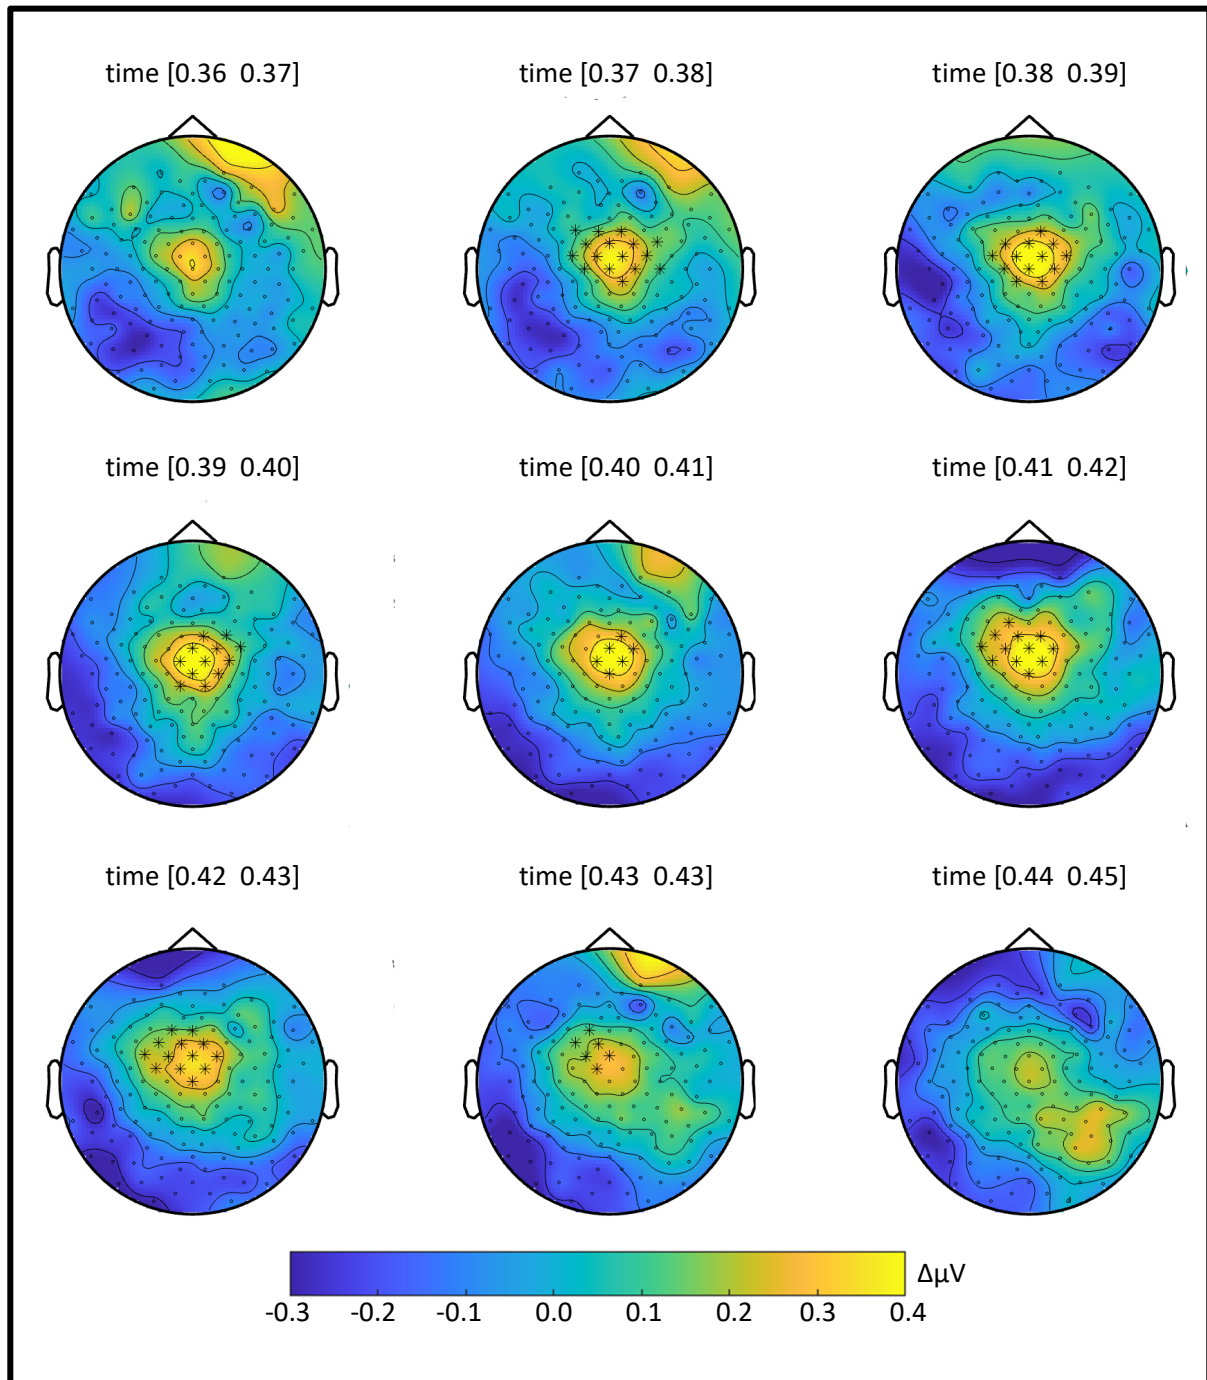 time [0.36 0.37]
time [0.37 0.38]
time [0.38 0.39]
time [0.39 0.40]
time [0.40 0.41]
time [0.41 0.42]
time [0.42 0.43]
time [0.43 0.43]
time [0.44 0.45]
ΔµV
-0.3 -0.2 -0.1 0.0 0.1 0.2 0.3 0.4